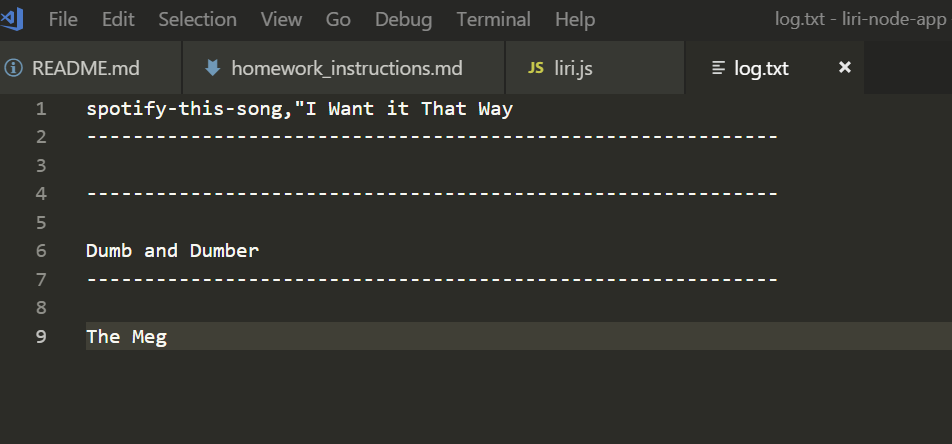 File Edit Selection View Go Debug Terminal Help log.txt - liri-node-app
README.md homework_instructions.md JS liri.js log.txt
1 spotify-this-song,"I Want it That Way
2 ------------------------------------------------------------
3
4 ------------------------------------------------------------
5
6 Dumb and Dumber
7 ------------------------------------------------------------
8
9 The Meg